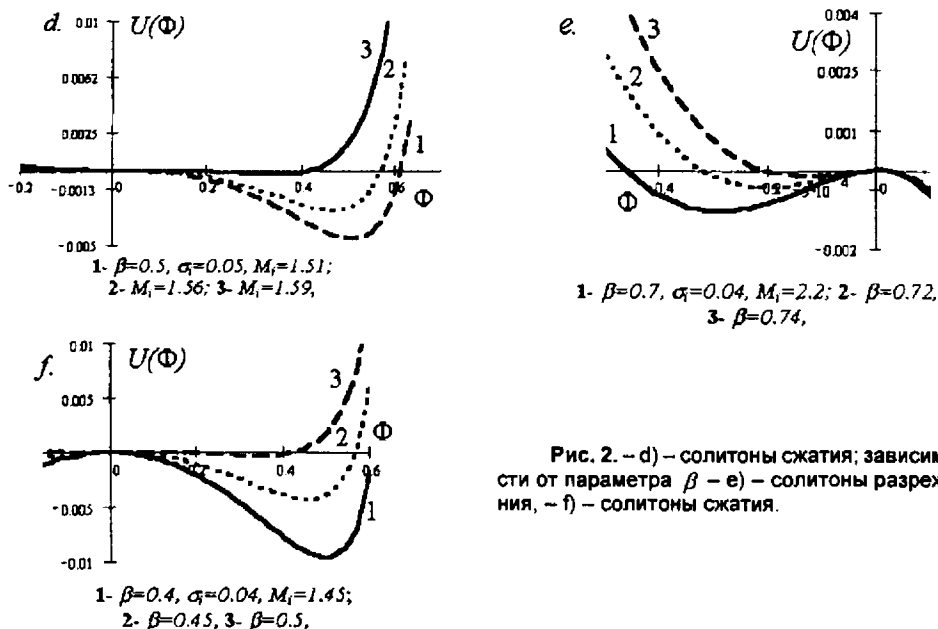 d.
U(Φ)
0.01
0.0062
0.0025
-0.0013
-0.005
0
0.2
0.4
0.6
Φ
3
2
1
1- β=0.5, σᵢ=0.05, Mᵢ=1.51;
2- Mᵢ=1.56; 3- Mᵢ=1.59,
e.
U(Φ)
0.004
0.0025
0.001
-0.002
0.4
0
Φ
3
2
1
1- β=0.7, σᵢ=0.04, Mᵢ=2.2; 2- β=0.72,
3- β=0.74,
f.
U(Φ)
0.01
0.005
-0.005
-0.01
0
0.2
0.4
0.6
Φ
3
2
1
1- β=0.4, σᵢ=0.04, Mᵢ=1.45;
2- β=0.45, 3- β=0.5,
Рис. 2. – d) – солитоны сжатия; зависим
сти от параметра β – e) – солитоны разреж
ния, – f) – солитоны сжатия.